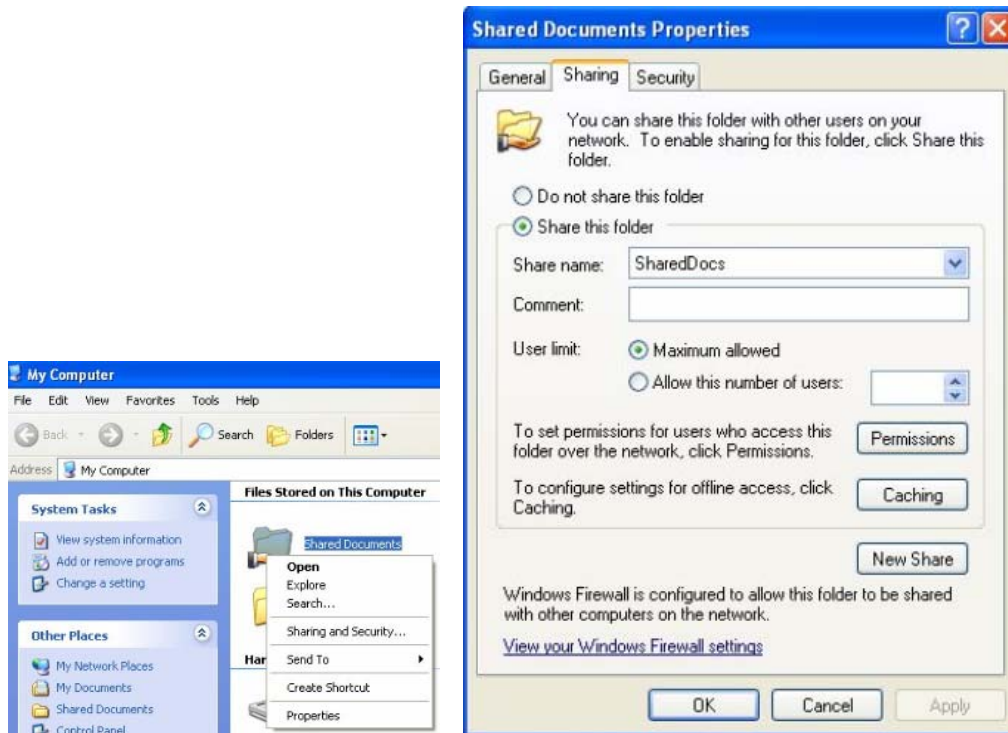 My Computer
File Edit View Favorites Tools Help
Back Search Folders
Address My Computer
System Tasks
View system information
Add or remove programs
Change a setting
Other Places
My Network Places
My Documents
Shared Documents
Control Panel
Files Stored on This Computer
Shared Documents
Open
Explore
Search...
Sharing and Security...
Har
Send To
Create Shortcut
Properties
Shared Documents Properties
General Sharing Security
You can share this folder with other users on your
network. To enable sharing for this folder, click Share this
folder.
Do not share this folder
Share this folder
Share name: SharedDocs
Comment:
User limit: Maximum allowed
Allow this number of users:
To set permissions for users who access this
folder over the network, click Permissions.
Permissions
To configure settings for offline access, click
Caching.
Caching
New Share
Windows Firewall is configured to allow this folder to be shared
with other computers on the network.
View your Windows Firewall settings
OK Cancel Apply